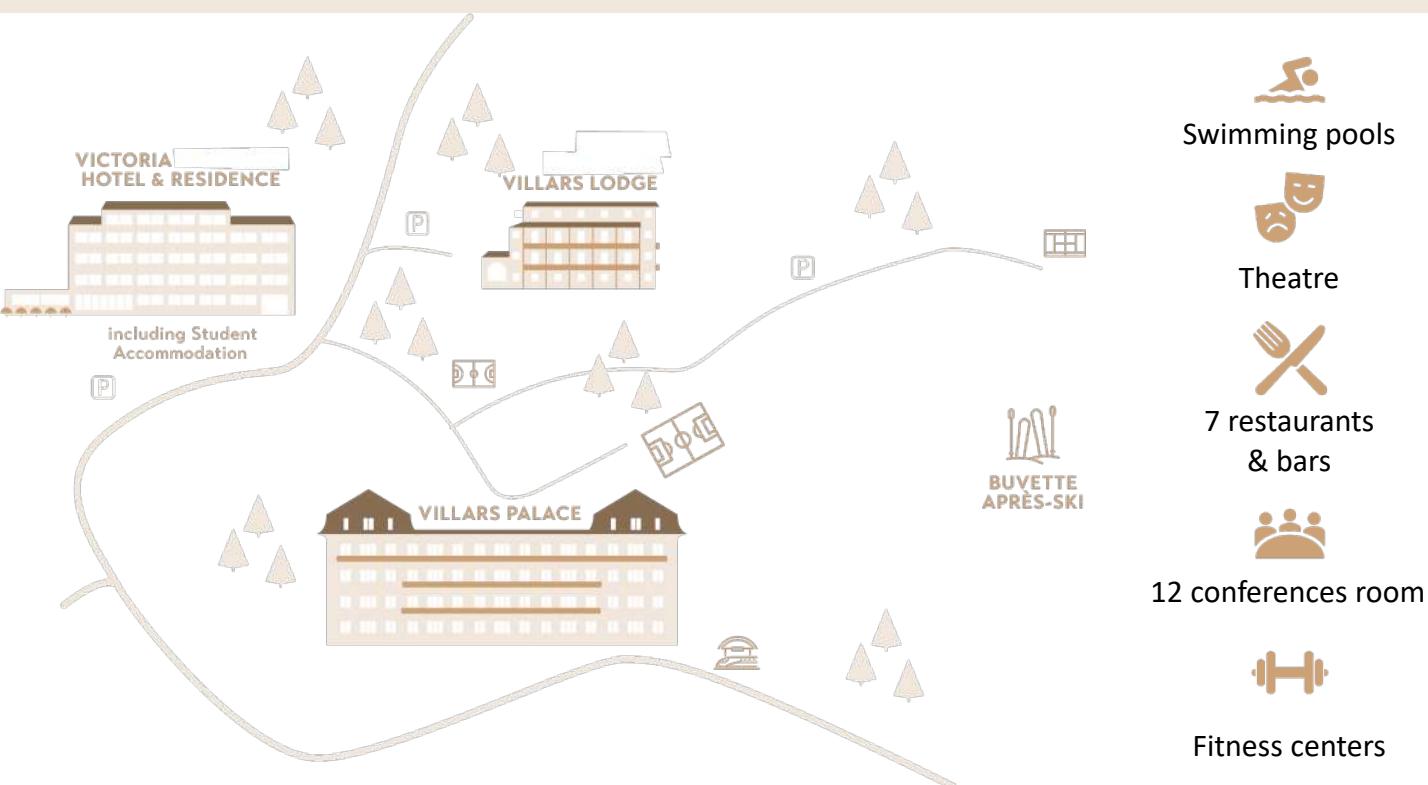 VICTORIA
HOTEL & RESIDENCE
including Student
Accommodation
P
VILLARS LODGE
P
P
VILLARS PALACE
BUVETTE
APRÈS-SKI
Swimming pools
Theatre
7 restaurants
& bars
12 conferences room
Fitness centers